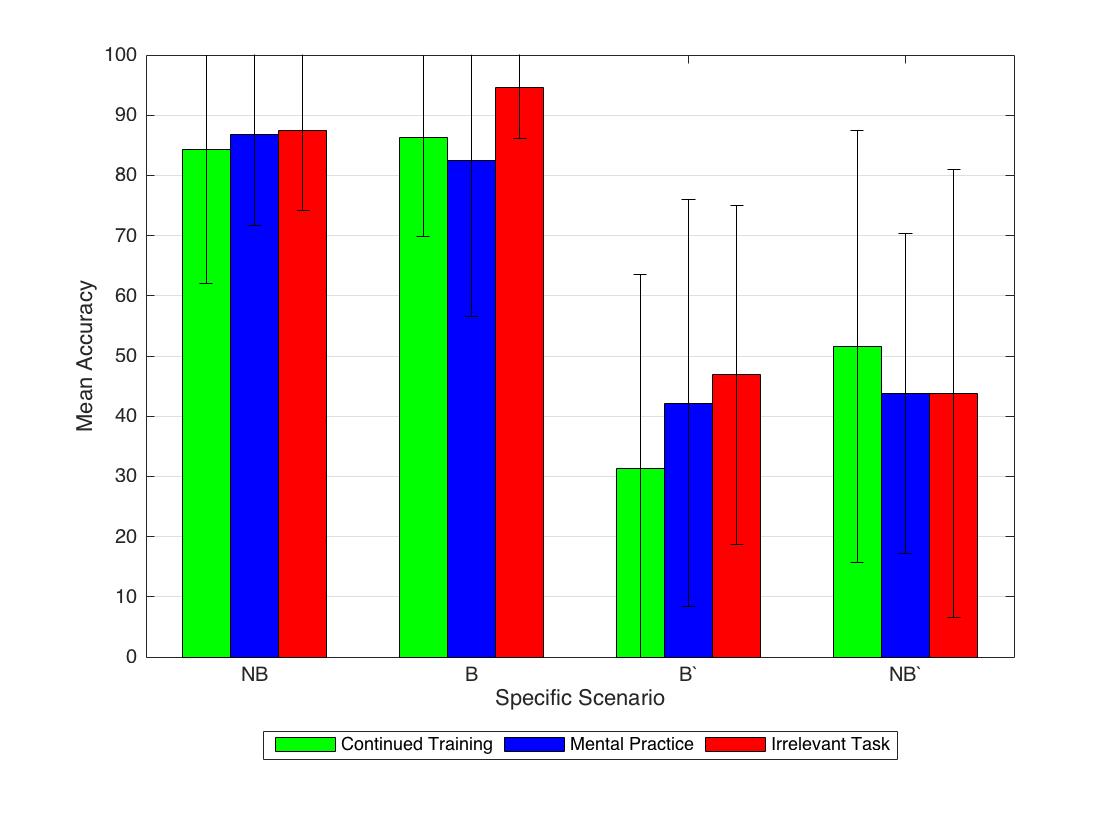 100
90
80
70
60
50
40
30
20
10
0
Mean Accuracy
NB B B` NB`
Specific Scenario
Continued Training Mental Practice Irrelevant Task